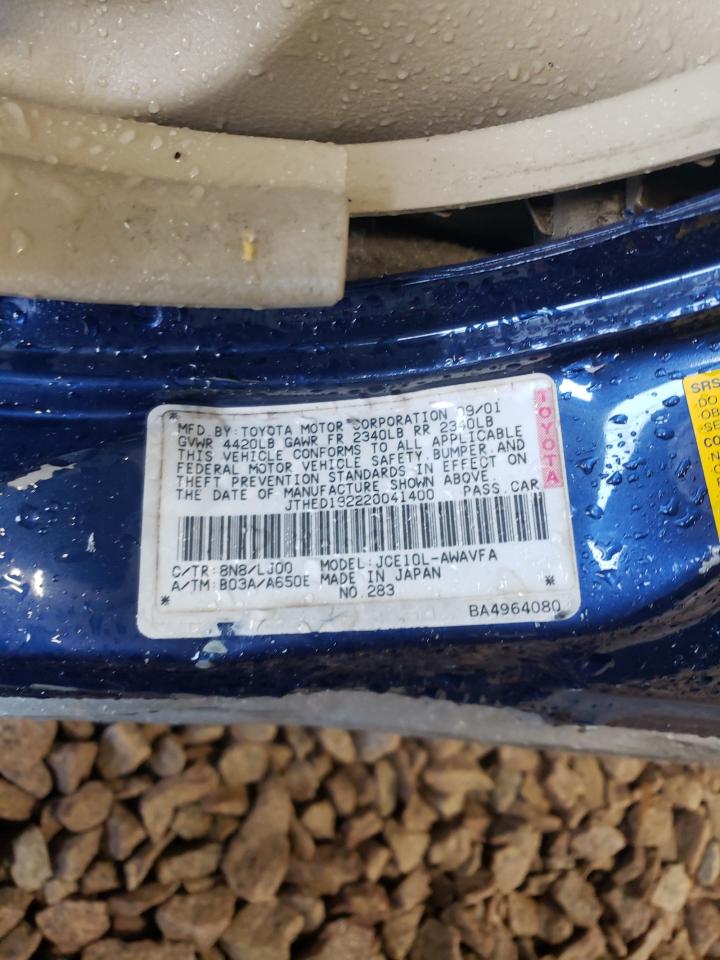 MFD BY: TOYOTA MOTOR CORPORATION 09/01
GVWR 4420LB GAWR FR 2340LB RR 2340LB
THIS VEHICLE CONFORMS TO ALL APPLICABLE
FEDERAL MOTOR VEHICLE SAFETY, BUMPER, AND
THEFT PREVENTION STANDARDS IN EFFECT ON
THE DATE OF MANUFACTURE SHOWN ABOVE.
JTHED192220041400 PASS. CAR
C/TR: 8N8/LJ00 MODEL: JCE10L-AWAVFA
A/TM: B03A/A650E MADE IN JAPAN
NO. 283
BA4964080
TOYOTA
SRS
DO